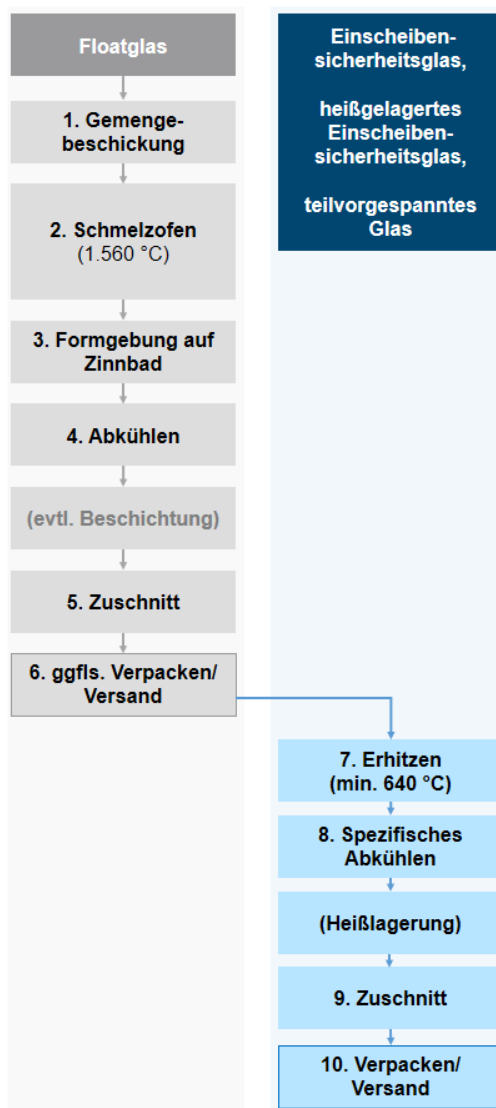 Floatglas
1. Gemenge-
beschickung
2. Schmelzofen
(1.560 °C)
3. Formgebung auf
Zinnbad
4. Abkühlen
(evtl. Beschichtung)
5. Zuschnitt
6. ggfls. Verpacken/
Versand
Einscheiben-
sicherheitsglas,
heißgelagertes
Einscheiben-
sicherheitsglas,
teilvorgespanntes
Glas
7. Erhitzen
(min. 640 °C)
8. Spezifisches
Abkühlen
(Heißlagerung)
9. Zuschnitt
10. Verpacken/
Versand